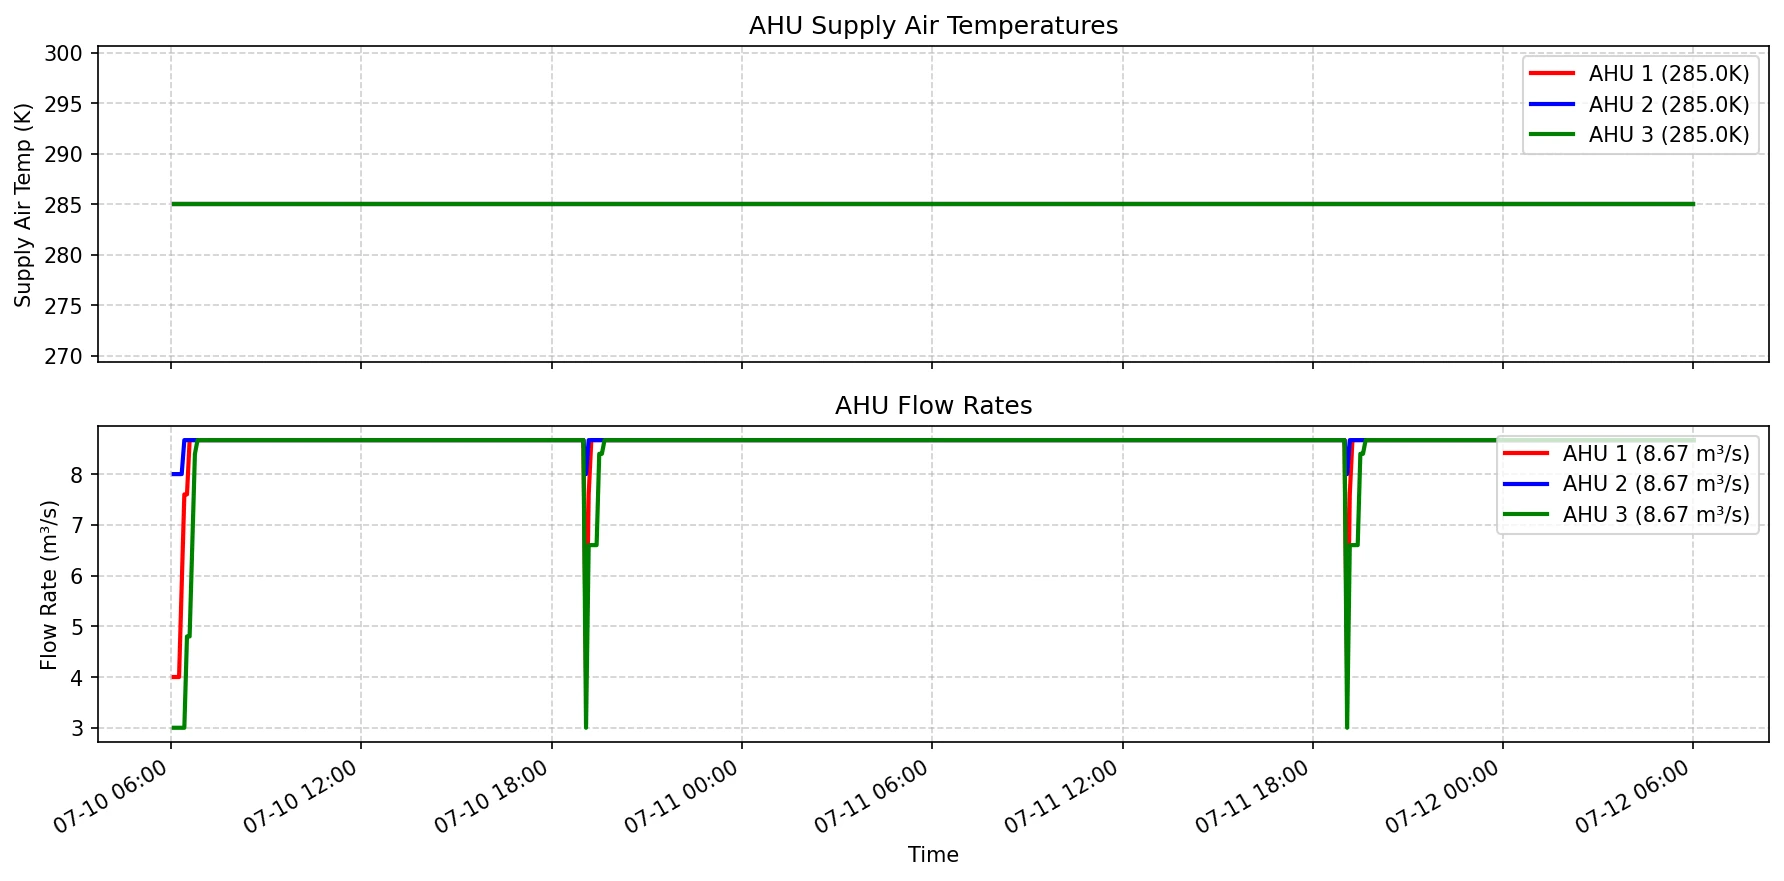 AHU Supply Air Temperatures
Supply Air Temp (K)
300
295
290
285
280
275
270
AHU 1 (285.0K)
AHU 2 (285.0K)
AHU 3 (285.0K)
AHU Flow Rates
Flow Rate (m³/s)
8
7
6
5
4
3
AHU 1 (8.67 m³/s)
AHU 2 (8.67 m³/s)
AHU 3 (8.67 m³/s)
07-10 06:00
07-10 12:00
07-10 18:00
07-11 00:00
07-11 06:00
07-11 12:00
07-11 18:00
07-12 00:00
07-12 06:00
Time